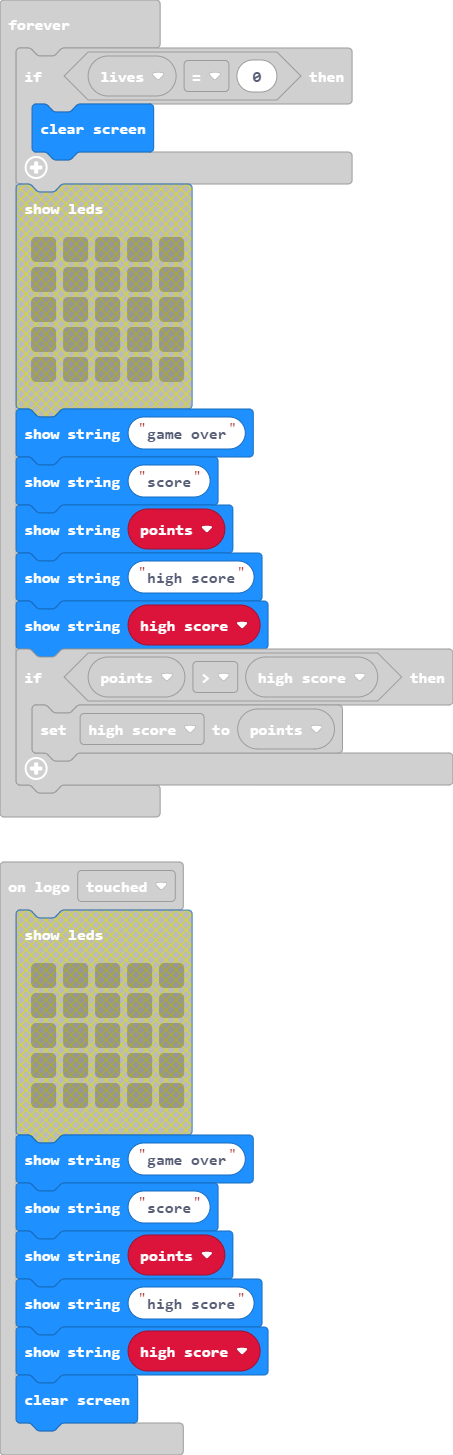 forever
if lives = 0 then
clear screen
show leds
show string "game over"
show string "score"
show string points
show string "high score"
show string high score
if points > high score then
set high score to points
on logo touched
show leds
show string "game over"
show string "score"
show string points
show string "high score"
show string high score
clear screen